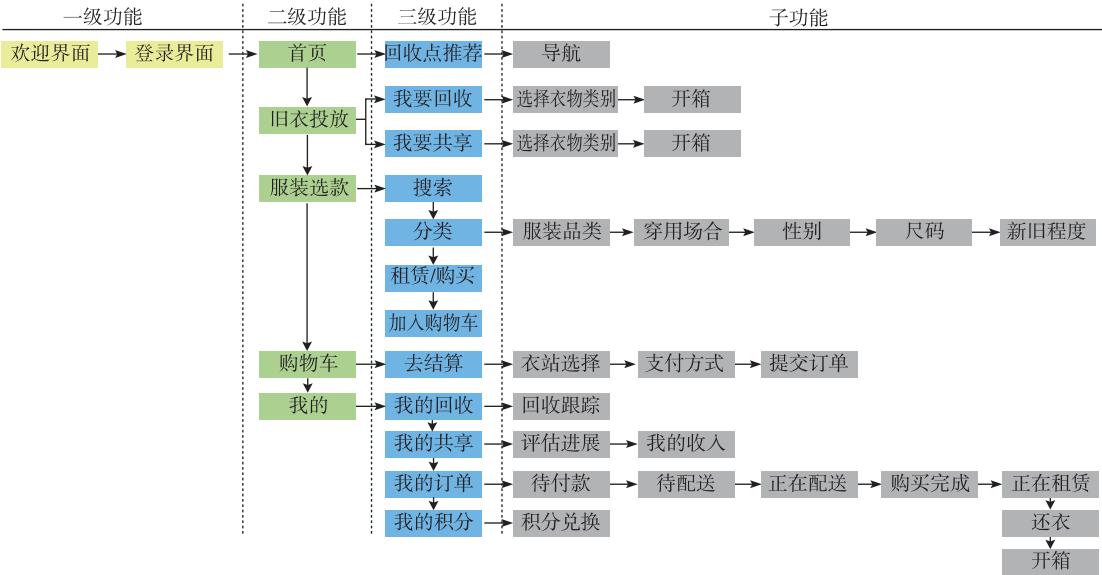 一级功能 二级功能 三级功能 子功能
欢迎界面 登录界面 首页 回收点推荐 导航
我要回收 选择衣物类别 开箱
旧衣投放
我要共享 选择衣物类别 开箱
服装选款 搜索
分类 服装品类 穿用场合 性别 尺码 新旧程度
租赁/购买
加入购物车
购物车 去结算 衣站选择 支付方式 提交订单
我的 我的回收 回收跟踪
我的共享 评估进展 我的收入
我的订单 待付款 待配送 正在配送 购买完成 正在租赁
我的积分 积分兑换 还衣
开箱